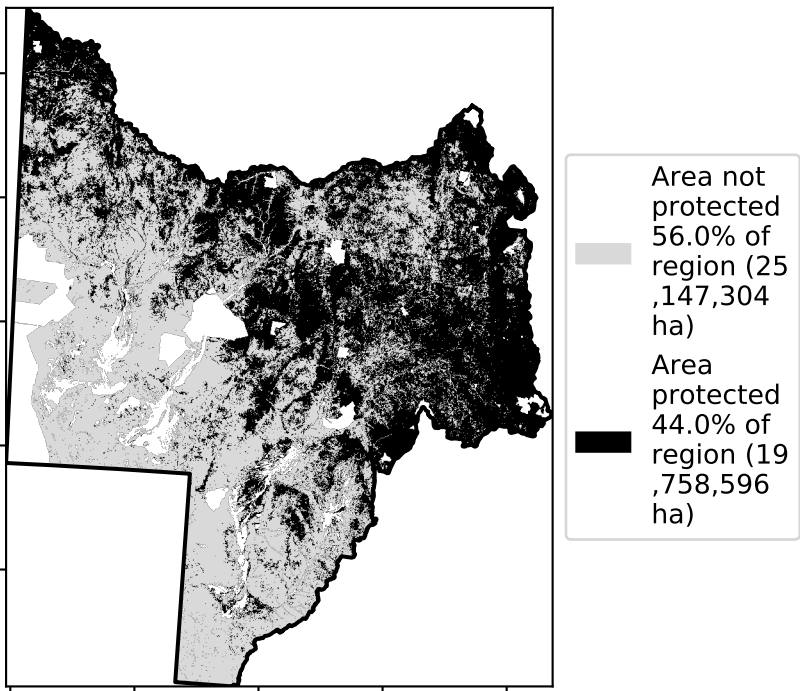 Area not
protected
56.0% of
region (25
,147,304
ha)
Area
protected
44.0% of
region (19
,758,596
ha)